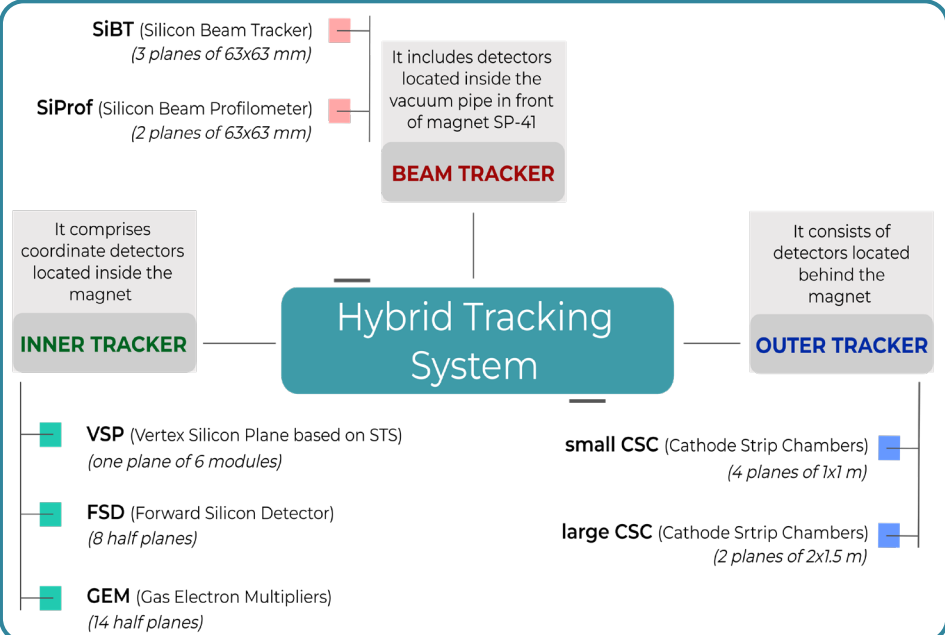 SiBT (Silicon Beam Tracker)
(3 planes of 63x63 mm)
SiProf (Silicon Beam Profilometer)
(2 planes of 63x63 mm)
It includes detectors
located inside the
vacuum pipe in front
of magnet SP-41
BEAM TRACKER
It comprises
coordinate detectors
located inside the
magnet
INNER TRACKER
Hybrid Tracking
System
It consists of
detectors located
behind the
magnet
OUTER TRACKER
VSP (Vertex Silicon Plane based on STS)
(one plane of 6 modules)
FSD (Forward Silicon Detector)
(8 half planes)
GEM (Gas Electron Multipliers)
(14 half planes)
small CSC (Cathode Strip Chambers)
(4 planes of 1x1 m)
large CSC (Cathode Srtrip Chambers)
(2 planes of 2x1.5 m)